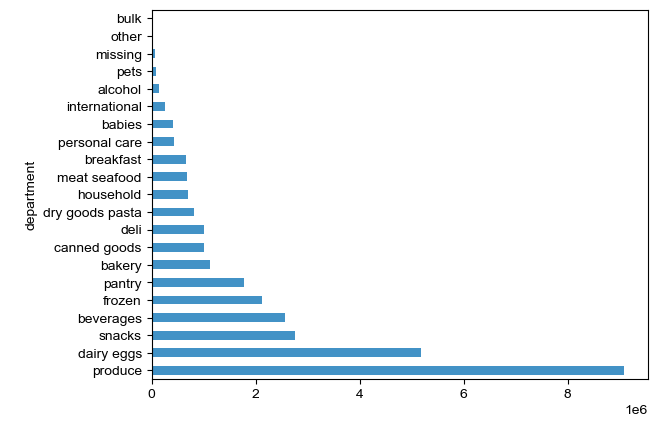 bulk
other
missing
pets
alcohol
international
babies
personal care
breakfast
meat seafood
household
dry goods pasta
deli
canned goods
bakery
pantry
frozen
beverages
snacks
dairy eggs
produce
department
0 2 4 6 8
1e6